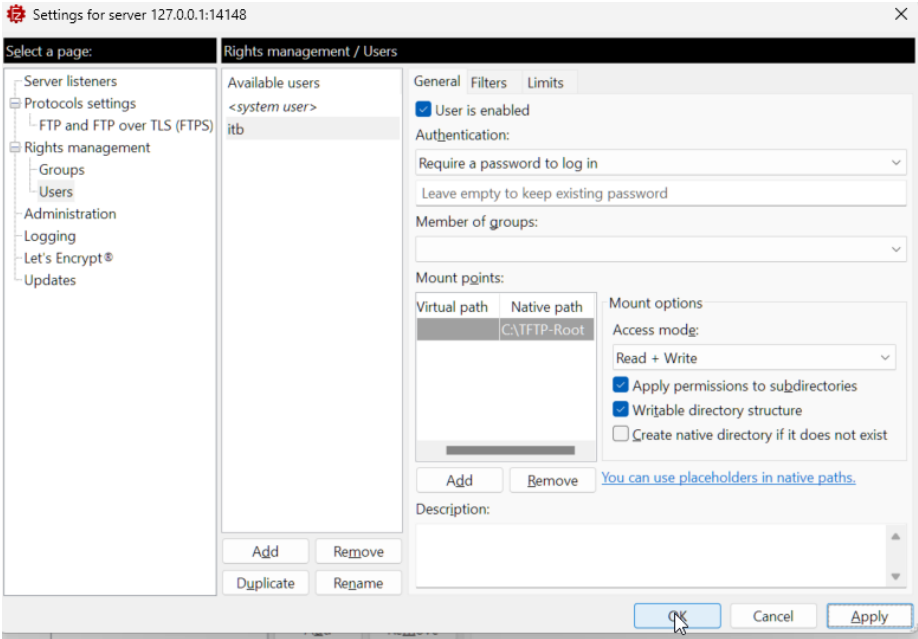 Settings for server 127.0.0.1:14148
Select a page:
Server listeners
Protocols settings
FTP and FTP over TLS (FTPS)
Rights management
Groups
Users
Administration
Logging
Let's Encrypt®
Updates
Rights management / Users
Available users
<system user>
itb
Add Remove
Duplicate Rename
General Filters Limits
User is enabled
Authentication:
Require a password to log in
Leave empty to keep existing password
Member of groups:
Mount points:
Virtual path Native path
C:\TFTP-Root
Mount options
Access mode:
Read + Write
Apply permissions to subdirectories
Writable directory structure
Create native directory if it does not exist
Add Remove
You can use placeholders in native paths.
Description:
OK Cancel Apply